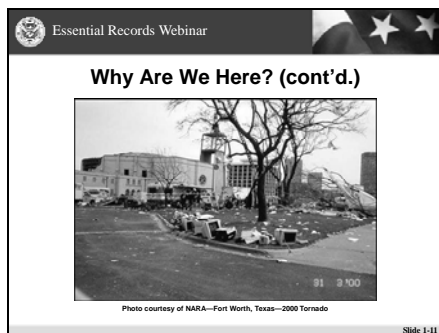 Essential Records Webinar
Why Are We Here? (cont’d.)
Photo courtesy of NARA—Fort Worth, Texas—2000 Tornado
Slide 1-11